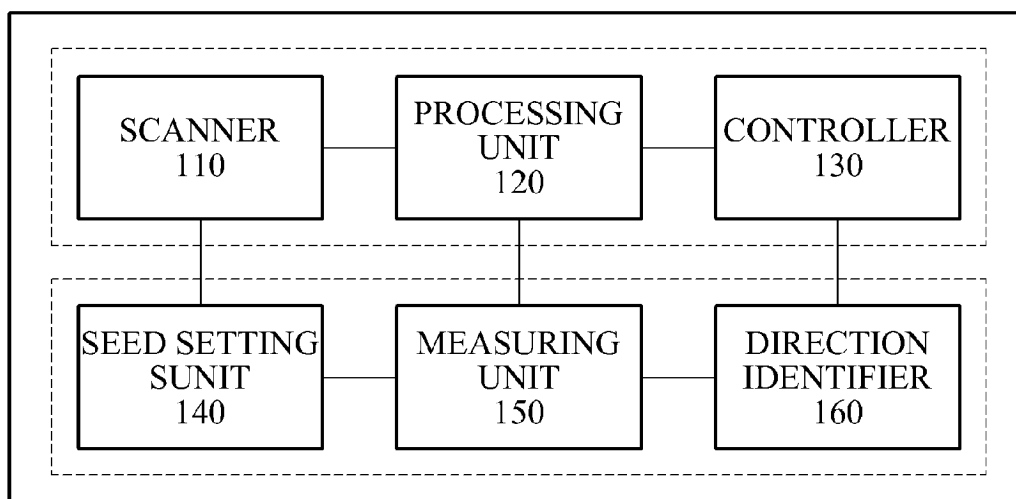 SCANNER
110
PROCESSING
UNIT
120
CONTROLLER
130
SEED SETTING
SUNIT
140
MEASURING
UNIT
150
DIRECTION
IDENTIFIER
160